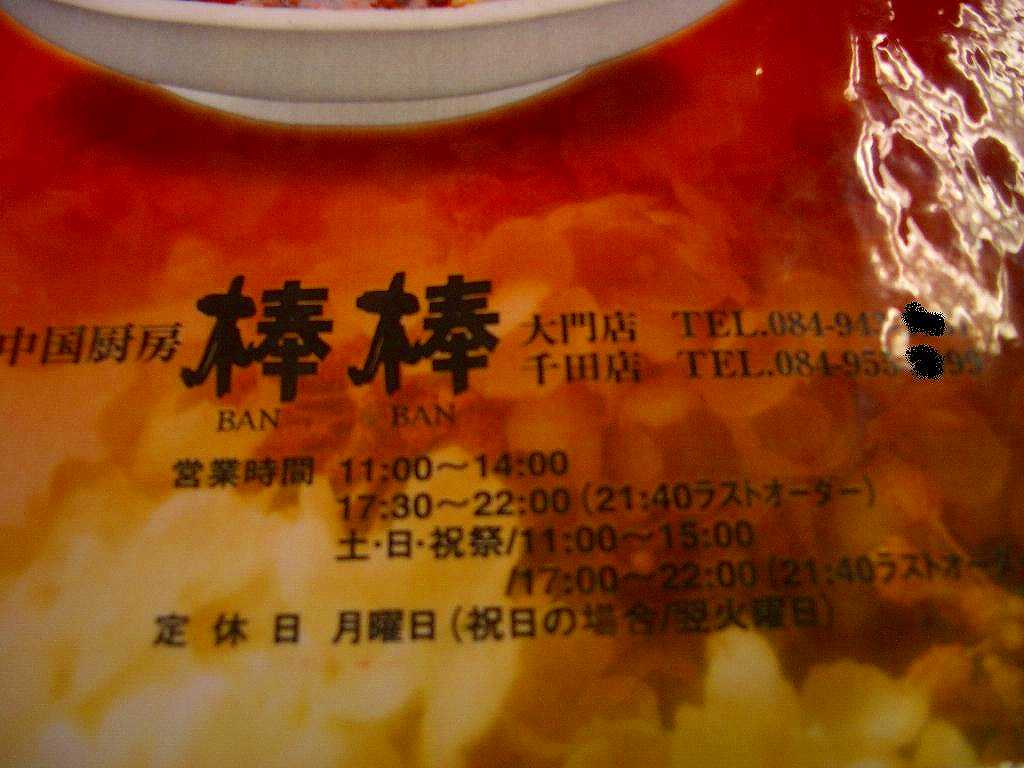 中国厨房 棒棒 大門店 TEL.084-94
BAN BAN 千田店 TEL.084-955
営業時間 11:00～14:00
17:30～22:00(21:40ラストオーダー)
土·日·祝祭/11:00～15:00
/17:00～22:00(21:40ラストオーダ
定休日 月曜日(祝日の場合/翌火曜日)